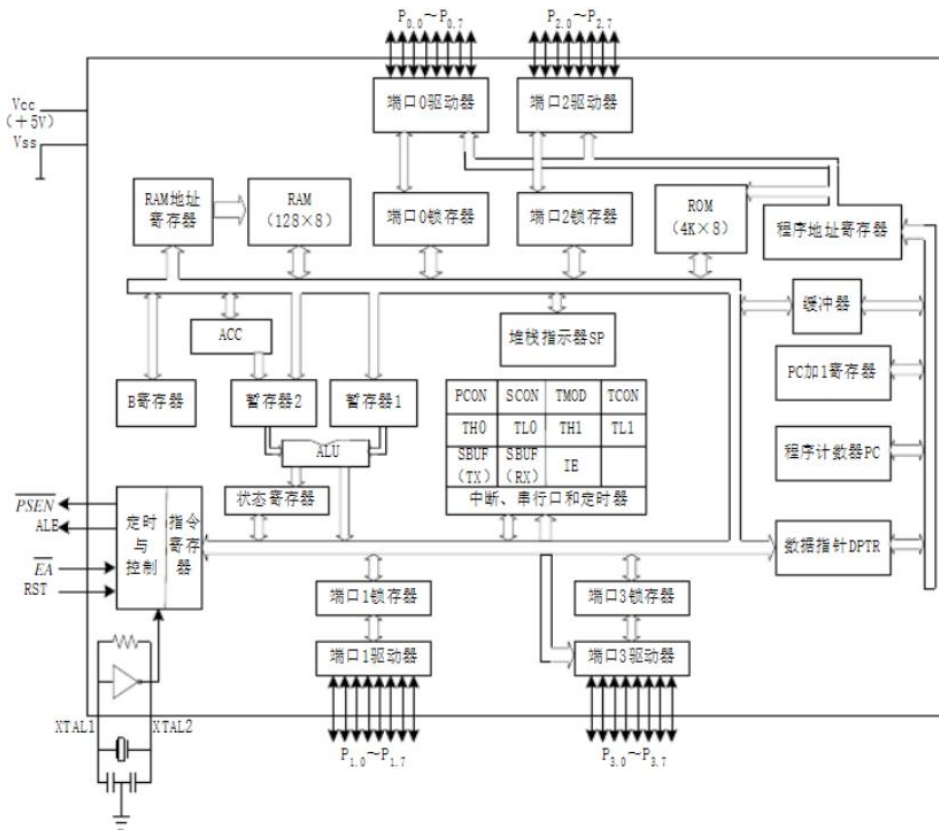 P0.0～P0.7
P2.0～P2.7
端口0驱动器
端口2驱动器
Vcc
(＋5V)
Vss
RAM地址
寄存器
RAM
(128×8)
端口0锁存器
端口2锁存器
ROM
(4K×8)
程序地址寄存器
缓冲器
ACC
堆栈指示器SP
PC加1寄存器
B寄存器
暂存器2
暂存器1
PCON SCON TMOD TCON
TH0 TL0 TH1 TL1
SBUF SBUF IE
(TX) (RX)
中断、串行口和定时器
程序计数器PC
ALU
状态寄存器
PSEN
ALE
EA
RST
定时
与
控制
指令
寄存
器
数据指针DPTR
端口1锁存器
端口3锁存器
端口1驱动器
端口3驱动器
XTAL1
XTAL2
P1.0～P1.7
P3.0～P3.7